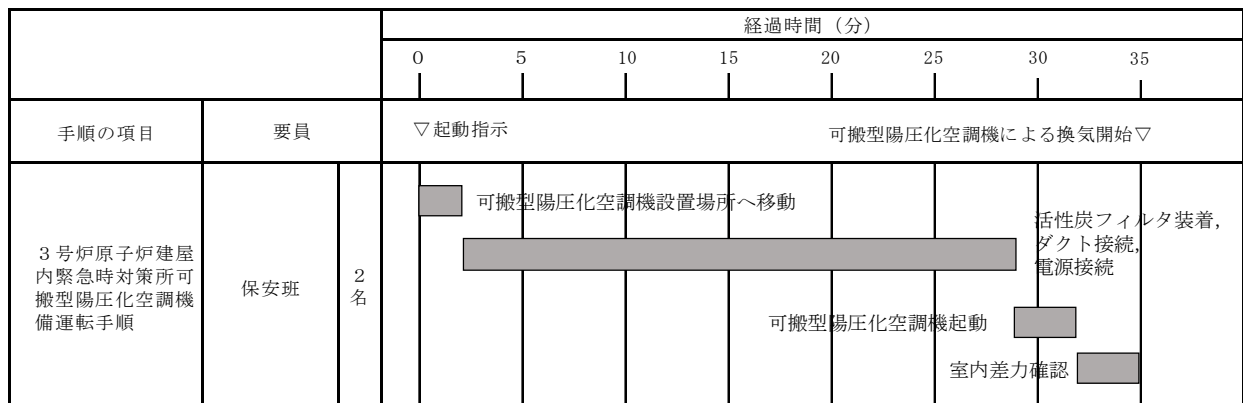 経過時間（分）
0 5 10 15 20 25 30 35
手順の項目 要員 ▽起動指示 可搬型陽圧化空調機による換気開始▽
可搬型陽圧化空調機設置場所へ移動
活性炭フィルタ装着，
ダクト接続，
電源接続
３号炉原子炉建屋
内緊急時対策所可
搬型陽圧化空調機
備運転手順
保安班
２
名
可搬型陽圧化空調機起動
室内差力確認